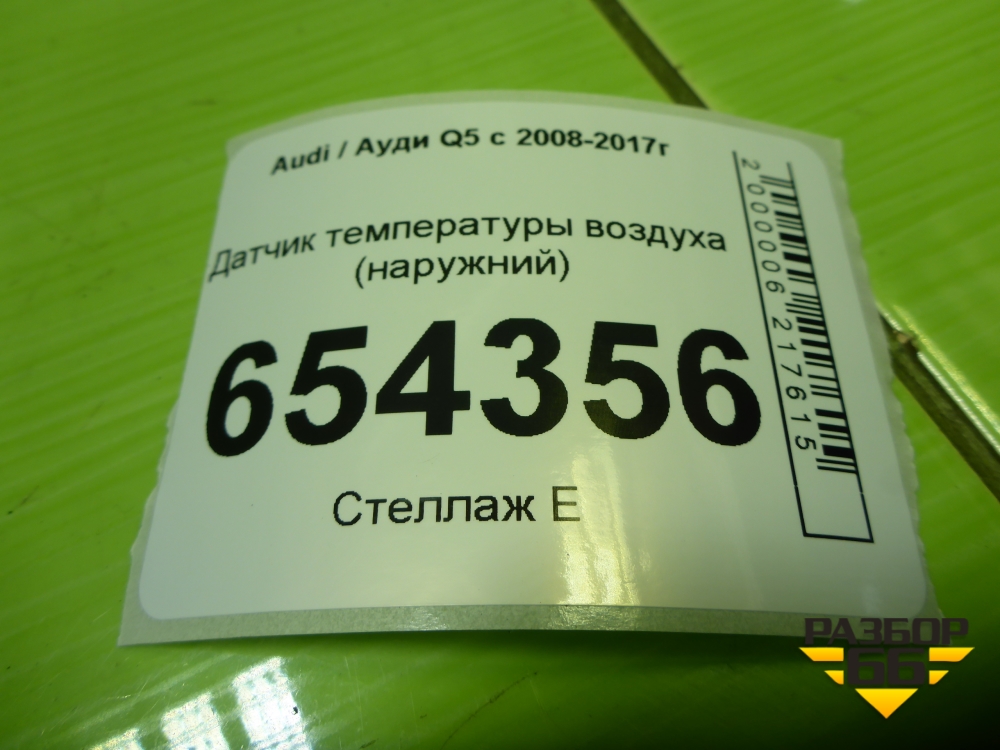 Audi / Ауди Q5 с 2008-2017г
Датчик температуры воздуха
(наружний)
654356
Стеллаж Е
2000006217615
РАЗБОР
66